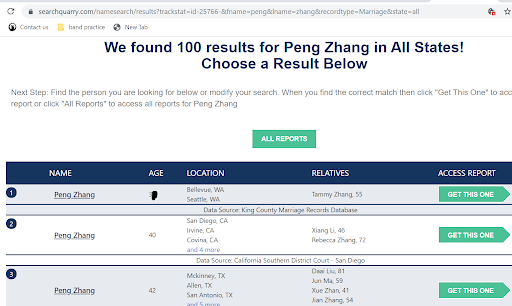 searchquarry.com/namesearch/results?trackstat=id-25766-&fname=peng&lname=zhang&recordtype=Marriage&state=all
Contact us band practice New Tab
We found 100 results for Peng Zhang in All States!
Choose a Result Below
Next Step: Find the person you are looking for below or modify your search. When you find the correct match then click "Get This One" to acc
report or click "All Reports" to access all reports for Peng Zhang
ALL REPORTS
NAME AGE LOCATION RELATIVES ACCESS REPORT
1 Peng Zhang Bellevue, WA
Seattle, WA Tammy Zhang, 55 GET THIS ONE
Data Source: King County Marriage Records Database
2 Peng Zhang 40 San Diego, CA
Irvine, CA
Covina, CA
and 4 more
Xiang Li, 46
Rebecca Zhang, 72
GET THIS ONE
Data Source: California Southern District Court - San Diego
3 Peng Zhang 42 Mckinney, TX
Allen, TX
San Antonio, TX
and 5 more
Daai Liu, 81
Jun Ma, 59
Xue Zhan, 41
Jian Zhang, 54
GET THIS ONE